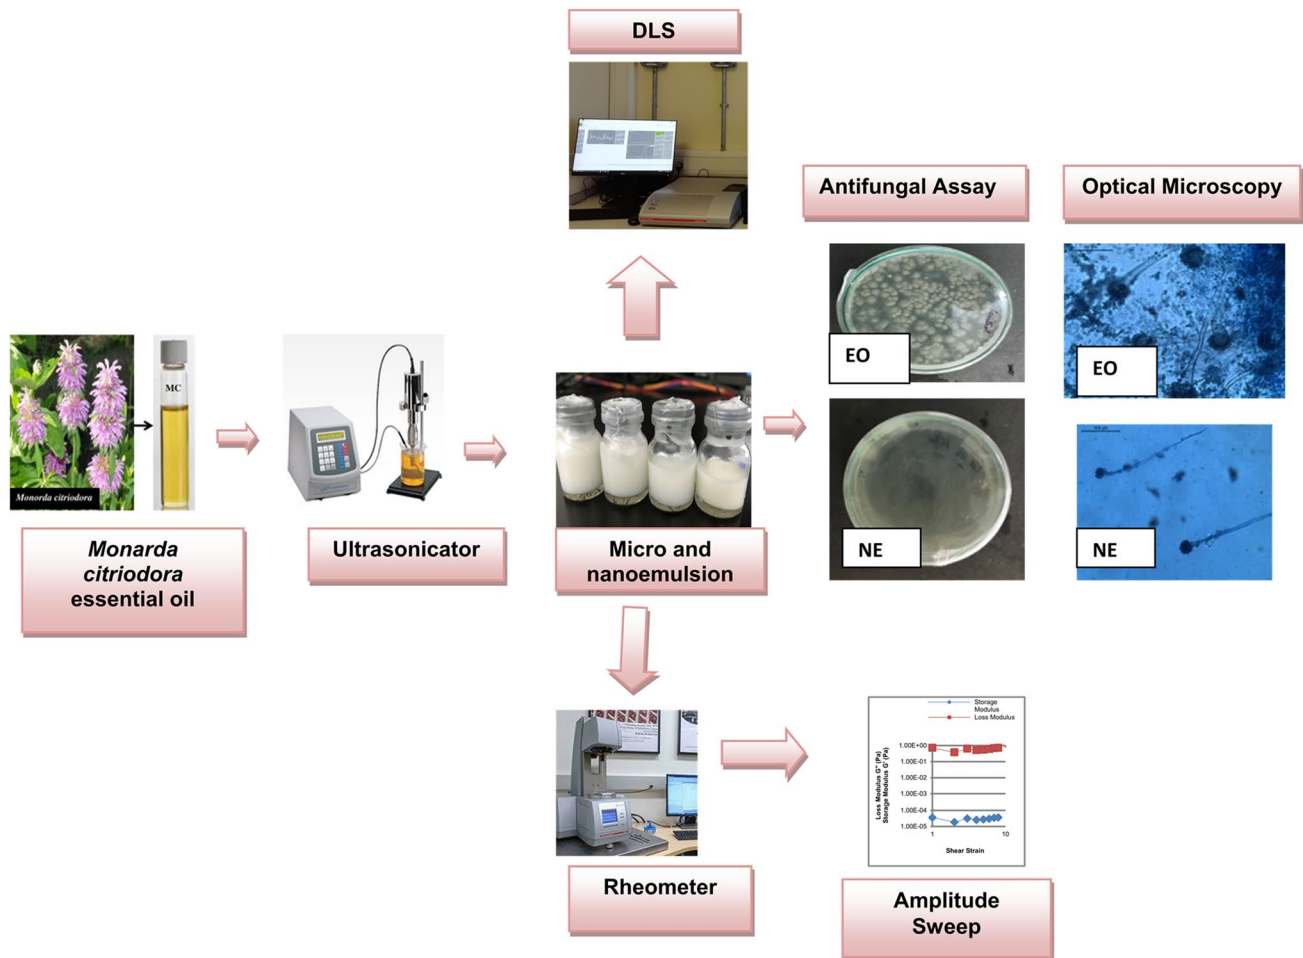 DLS
Antifungal Assay
Optical Microscopy
EO
EO
MC
Monorda citriodora
NE
NE
Monarda
citriodora
essential oil
Ultrasonicator
Micro and
nanoemulsion
Storage
Modulus
Loss Modulus
Loss Modulus G" (Pa)
Storage Modulus G' (Pa)
1.00E+00
1.00E-01
1.00E-02
1.00E-03
1.00E-04
1.00E-05
1
10
Shear Strain
Rheometer
Amplitude
Sweep